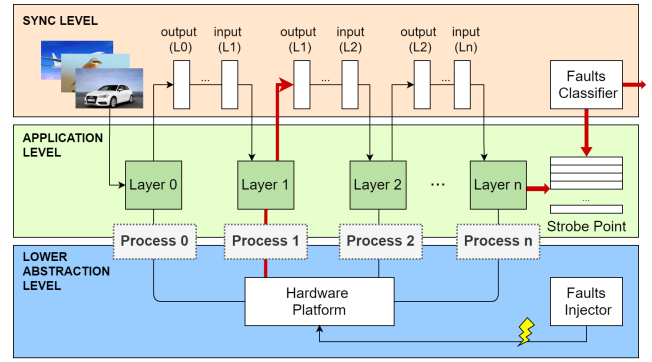 SYNC LEVEL
output
(L0)
input
(L1)
output
(L1)
input
(L2)
output
(L2)
input
(Ln)
...
...
...
Faults
Classifier
APPLICATION
LEVEL
Layer 0
Layer 1
Layer 2
...
Layer n
...
Strobe Point
Process 0
Process 1
Process 2
Process n
LOWER
ABSTRACTION
LEVEL
Hardware
Platform
Faults
Injector